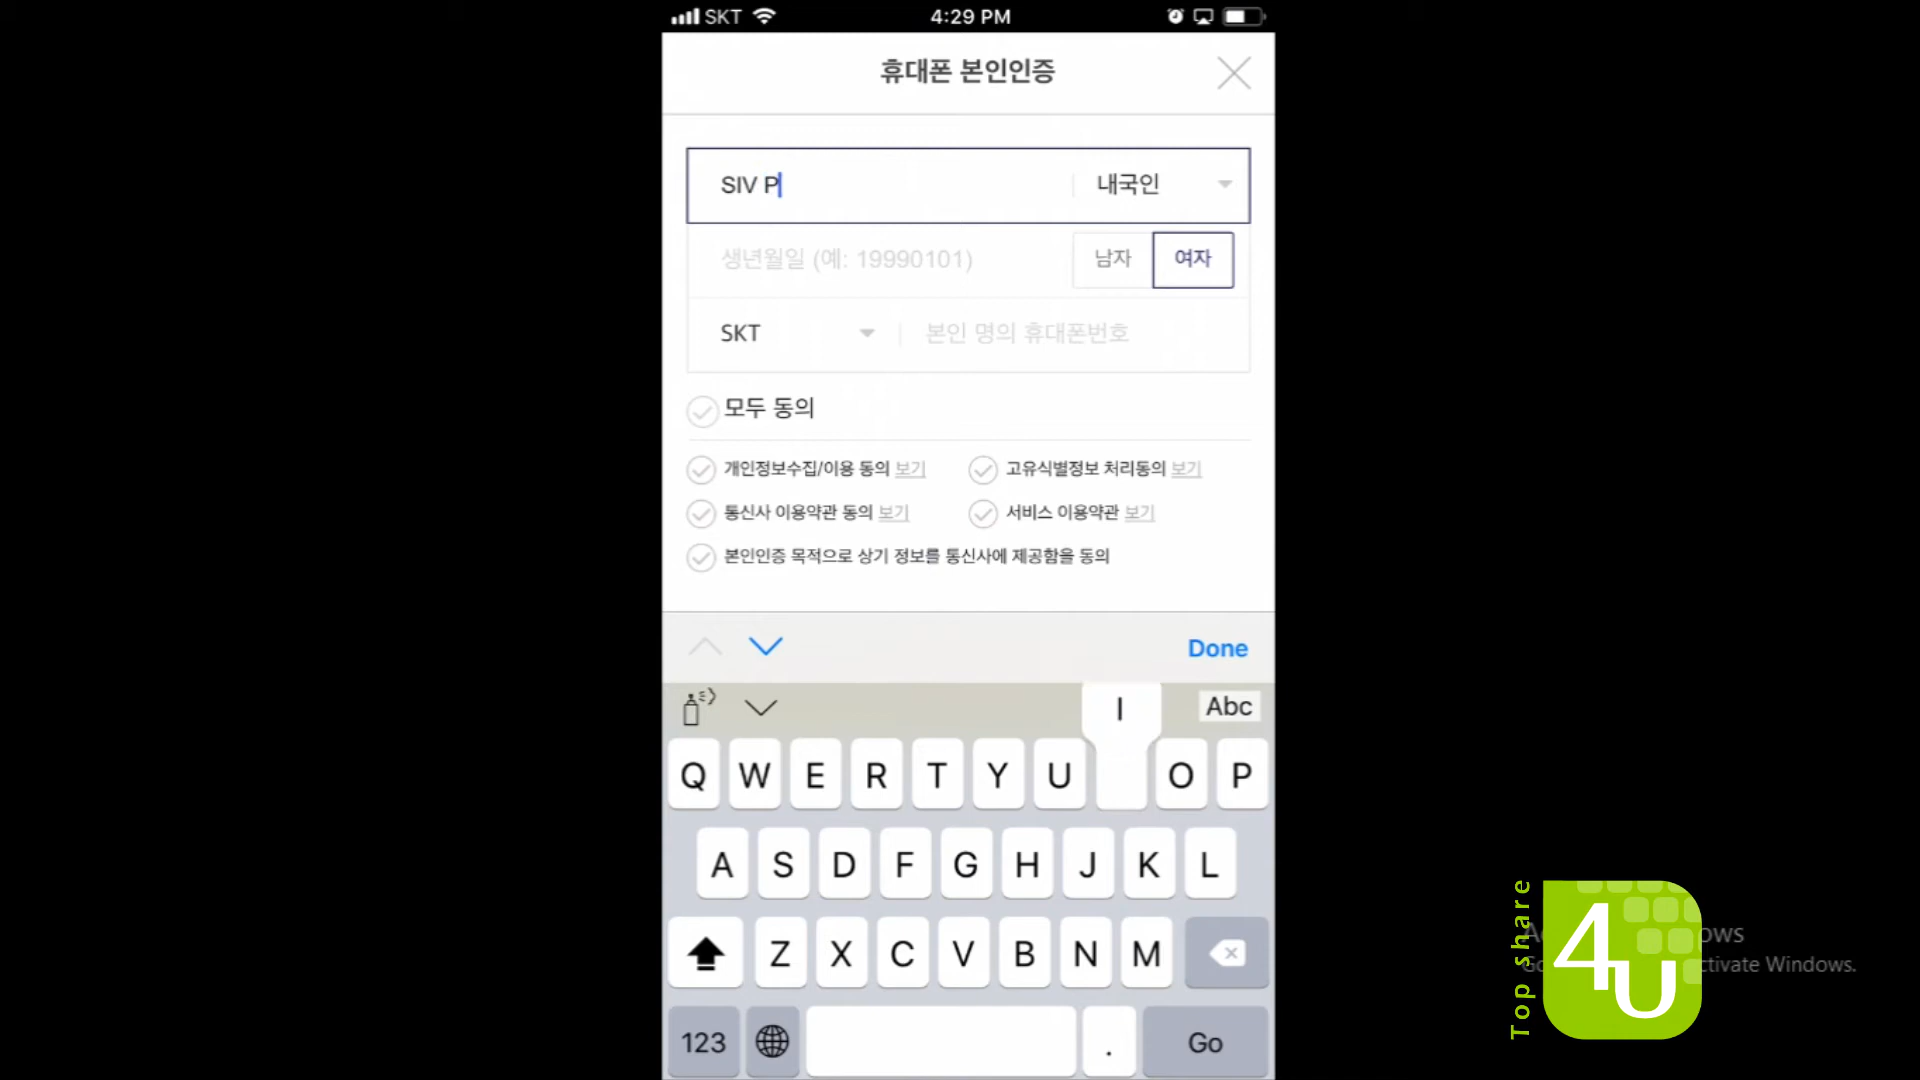 SKT
4:29 PM
휴대폰 본인인증
SIV P
내국인
생년월일 (예: 19990101)
남자
여자
SKT
본인 명의 휴대폰번호
모두 동의
개인정보수집/이용 동의 보기
고유식별정보 처리동의 보기
통신사 이용약관 동의 보기
서비스 이용약관 보기
본인인증 목적으로 상기 정보를 통신사에 제공함을 동의
Done
I
Abc
Q W E R T Y U O P
A S D F G H J K L
Z X C V B N M
123
.
Go
Top share
4U
Windows.